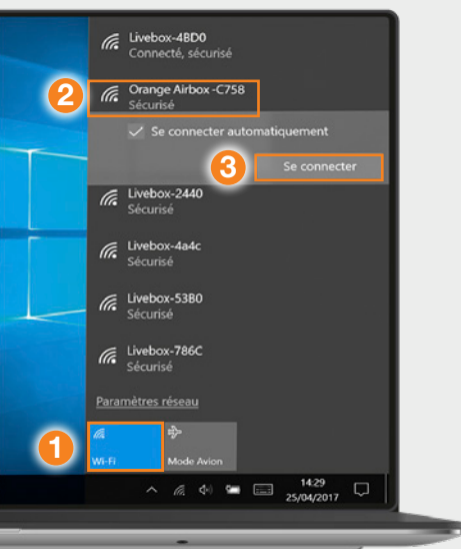 Livebox-4BD0
Connecté, sécurisé
2
Orange Airbox -C758
Sécurisé
Se connecter automatiquement
3
Se connecter
Livebox-2440
Sécurisé
Livebox-4a4c
Sécurisé
Livebox-53B0
Sécurisé
Livebox-786C
Sécurisé
Paramètres réseau
1
Wi-Fi
Mode Avion
14:29
25/04/2017